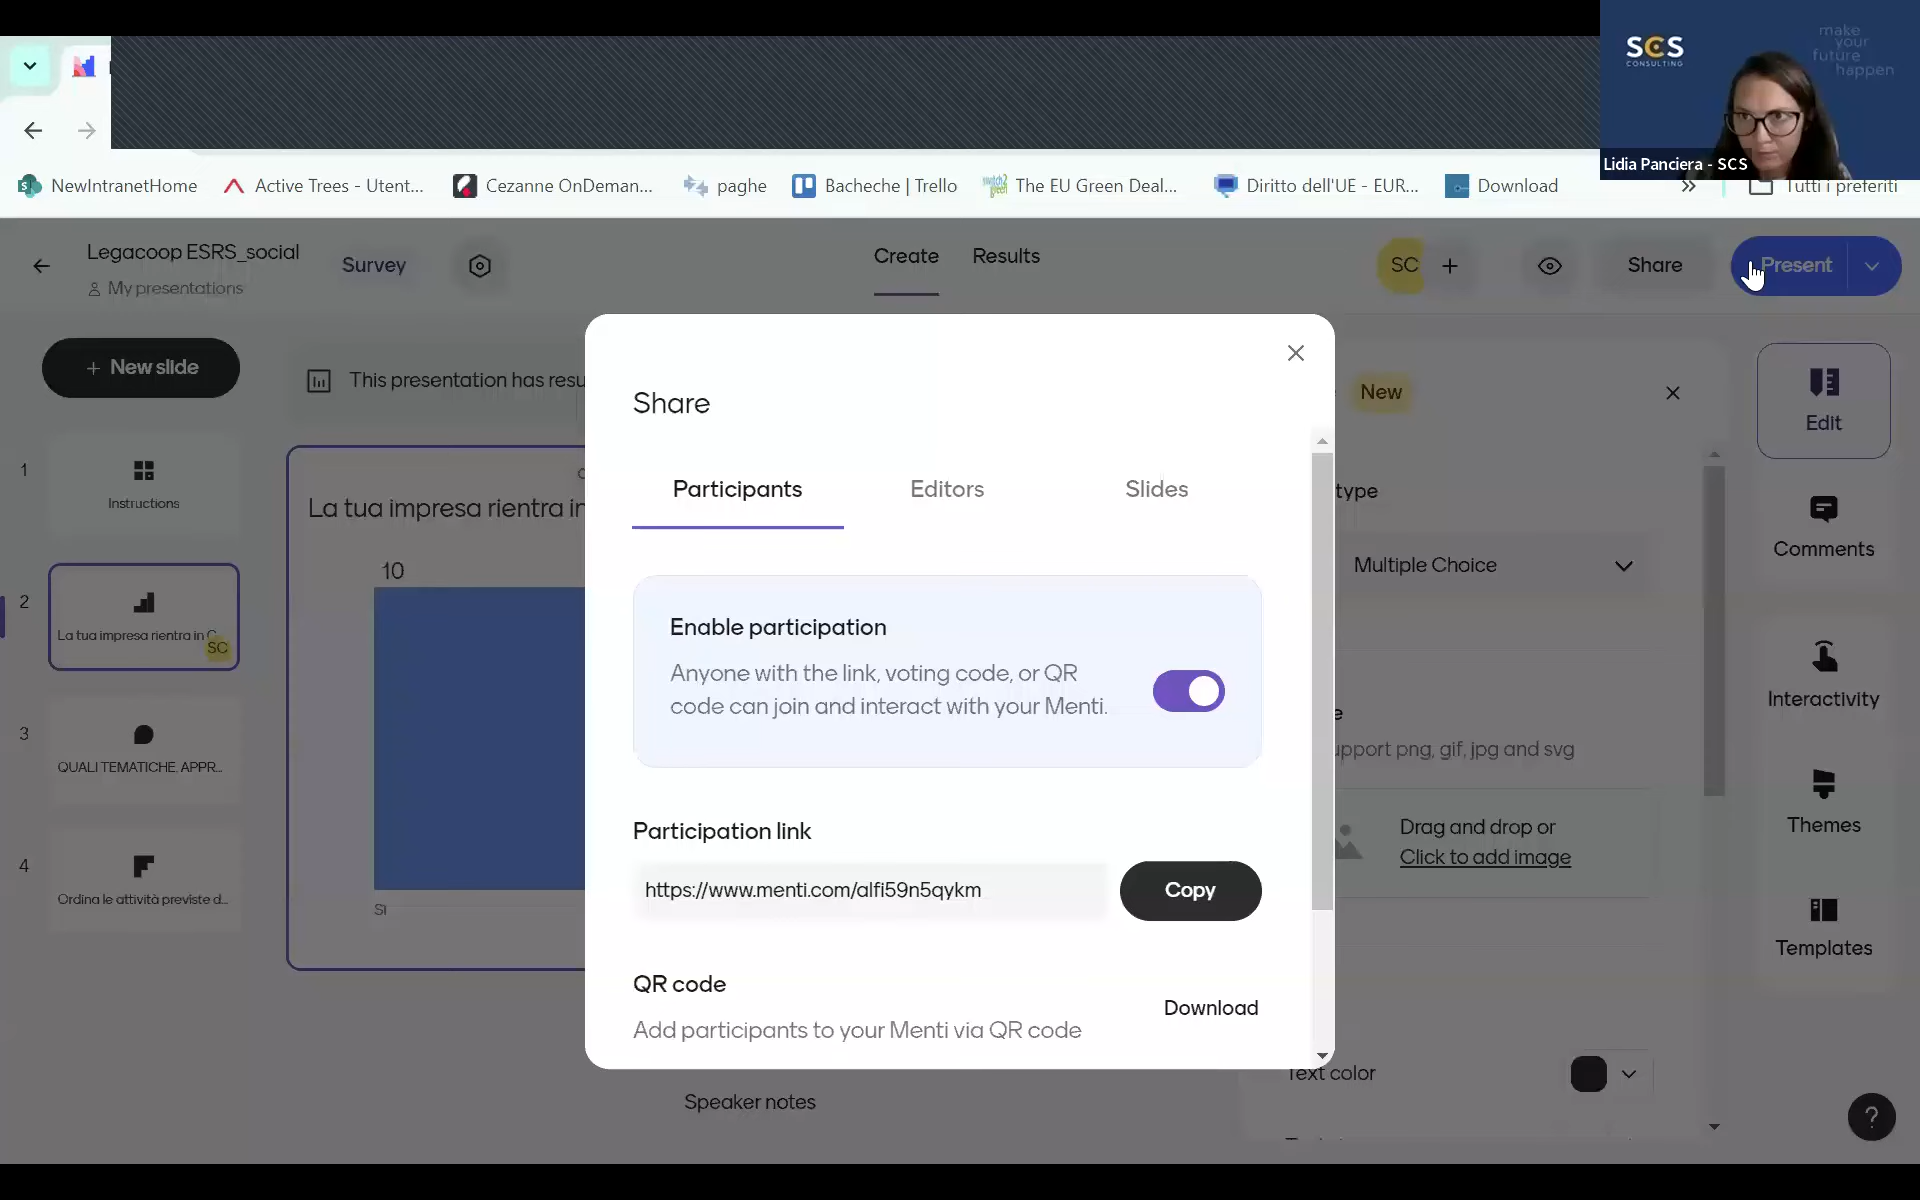 SCS
CONSULTING
make
your
future
happen
Lidia Panciera - SCS
NewIntranetHome
Active Trees - Utent...
Cezanne OnDeman...
paghe
Bacheche | Trello
The EU Green Deal...
Diritto dell'UE - EUR...
Download
Tutti i preferiti
Legacoop ESRS_social
My presentations
Survey
Create
Results
SC
Share
Present
New slide
This presentation has resu
1
Instructions
2
La tua impresa rientra in C
SC
3
QUALI TEMATICHE, APPR...
4
Ordina le attività previste d...
La tua impresa rientra in
10
Si
Share
Participants
Editors
Slides
Enable participation
Anyone with the link, voting code, or QR
code can join and interact with your Menti.
Participation link
https://www.menti.com/alfi59n5qykm
Copy
QR code
Download
Add participants to your Menti via QR code
Speaker notes
New
type
Multiple Choice
e
upport png, gif, jpg and svg
Drag and drop or
Click to add image
Text color
Edit
Comments
Interactivity
Themes
Templates
?